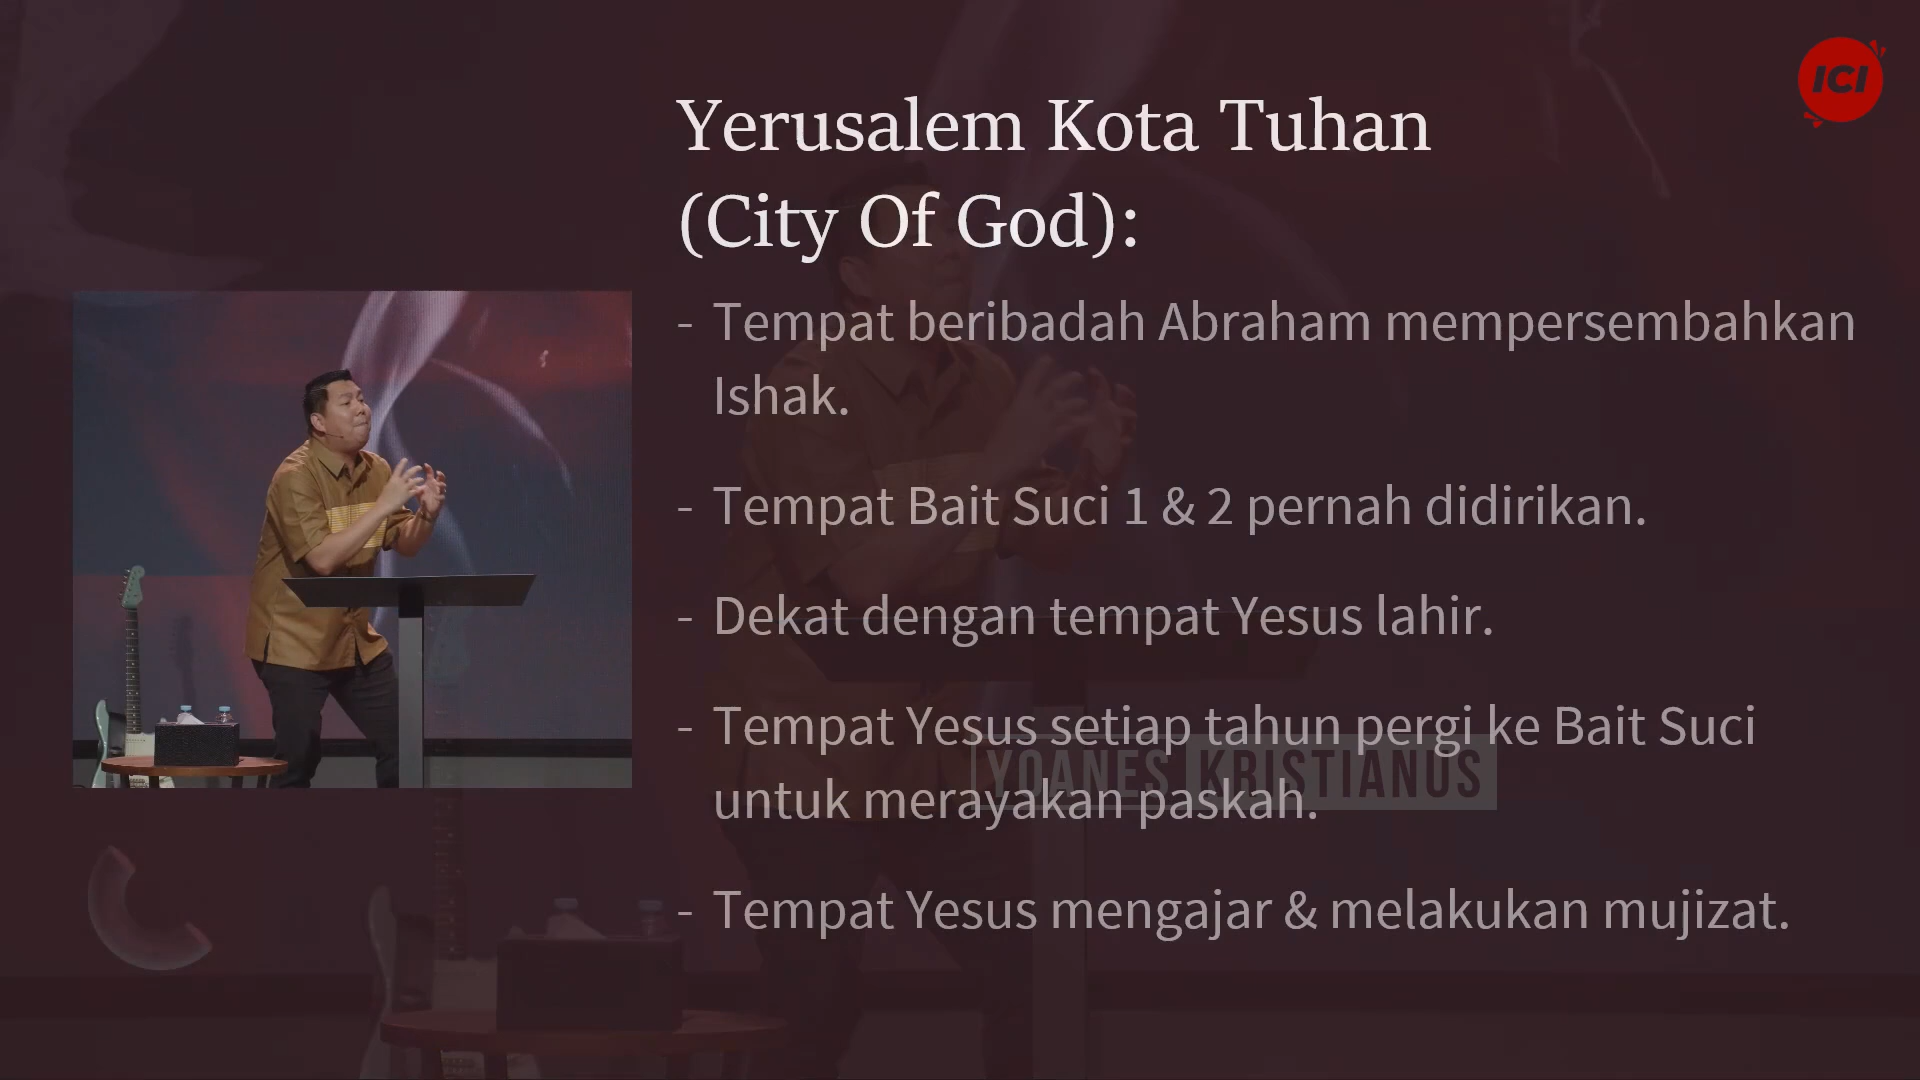 ICI
Yerusalem Kota Tuhan
(City Of God):
- Tempat beribadah Abraham mempersembahkan
Ishak.
- Tempat Bait Suci 1 & 2 pernah didirikan.
- Dekat dengan tempat Yesus lahir.
- Tempat Yesus setiap tahun pergi ke Bait Suci
untuk merayakan paskah.
YOANES KRISTIANUS
- Tempat Yesus mengajar & melakukan mujizat.